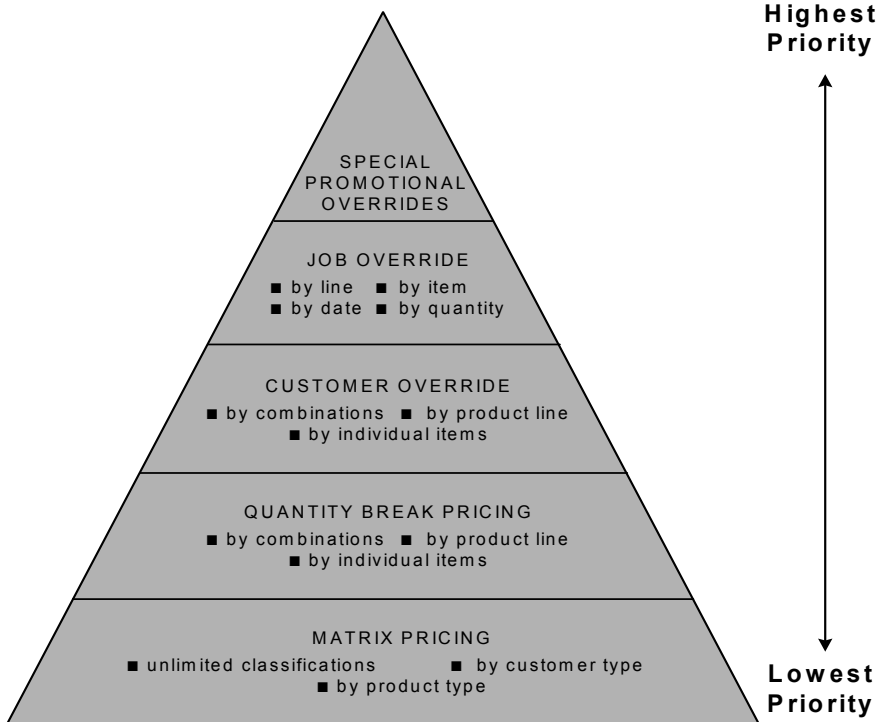 Highest
Priority
SPECIAL
PROMOTIONAL
OVERRIDES
JOB OVERRIDE
■ by line ■ by item
■ by date ■ by quantity
CUSTOMER OVERRIDE
■ by combinations ■ by product line
■ by individual items
QUANTITY BREAK PRICING
■ by combinations ■ by product line
■ by individual items
MATRIX PRICING
■ unlimited classifications ■ by customer type
■ by product type
Lowest
Priority